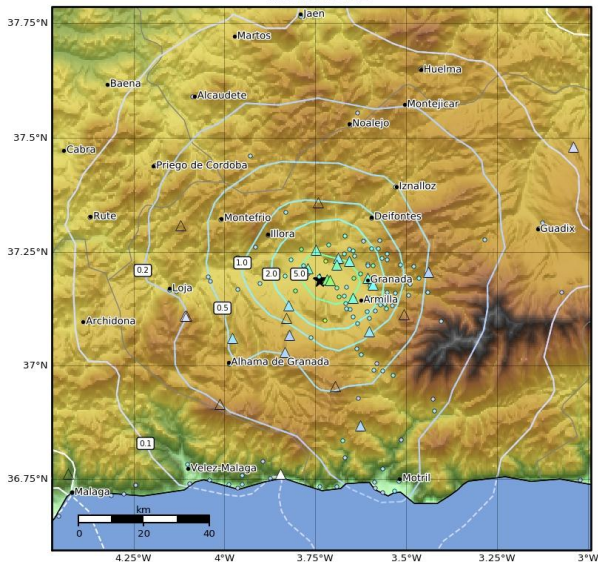 37.75°N
Jaen
Martos
Huelma
Baena
Alcaudete
Montejicar
Noalejo
37.5°N
Cabra
Priego de Cordoba
Iznalloz
Rute
Montefrio
Deifontes
Guadix
Illora
37.25°N
1.0
0.2
2.0
5.0
Granada
Loja
Armilla
0.5
Archidona
37°N
Alhama de Granada
0.1
Velez-Malaga
36.75°N
Motril
Malaga
km
0 20 40
4.25°W 4°W 3.75°W 3.5°W 3.25°W 3°W